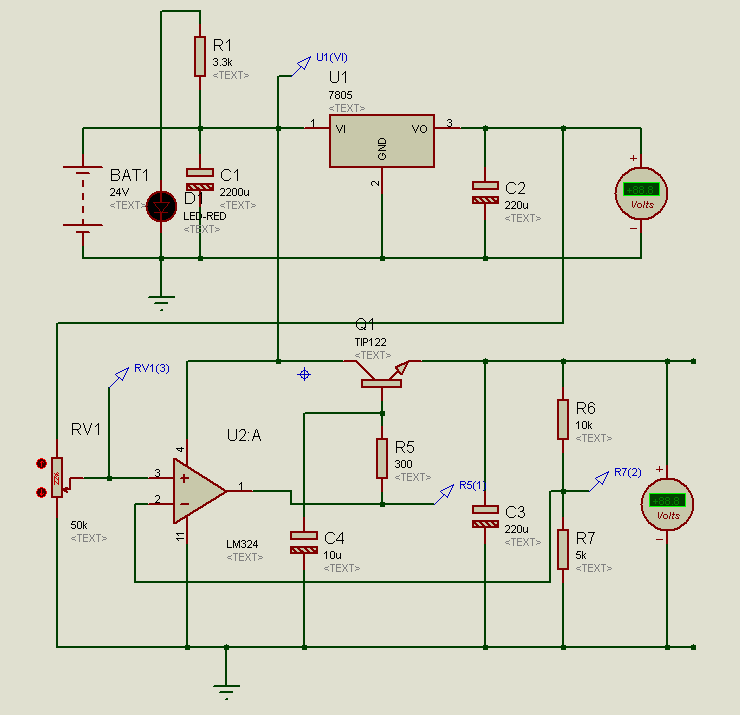 R1
3.3k
<TEXT>
U1(VI)
U1
7805
<TEXT>
1
VI
VO
3
GND
2
BAT1
24V
<TEXT>
D1
LED-RED
<TEXT>
C1
2200u
<TEXT>
C2
220u
<TEXT>
+
+88.8
Volts
−
Q1
TIP122
<TEXT>
RV1(3)
RV1
22%
50k
<TEXT>
U2:A
4
3
+
2
−
1
11
LM324
<TEXT>
R5
300
<TEXT>
R5(1)
C4
10u
<TEXT>
C3
220u
<TEXT>
R6
10k
<TEXT>
R7(2)
R7
5k
<TEXT>
+
+88.8
Volts
−